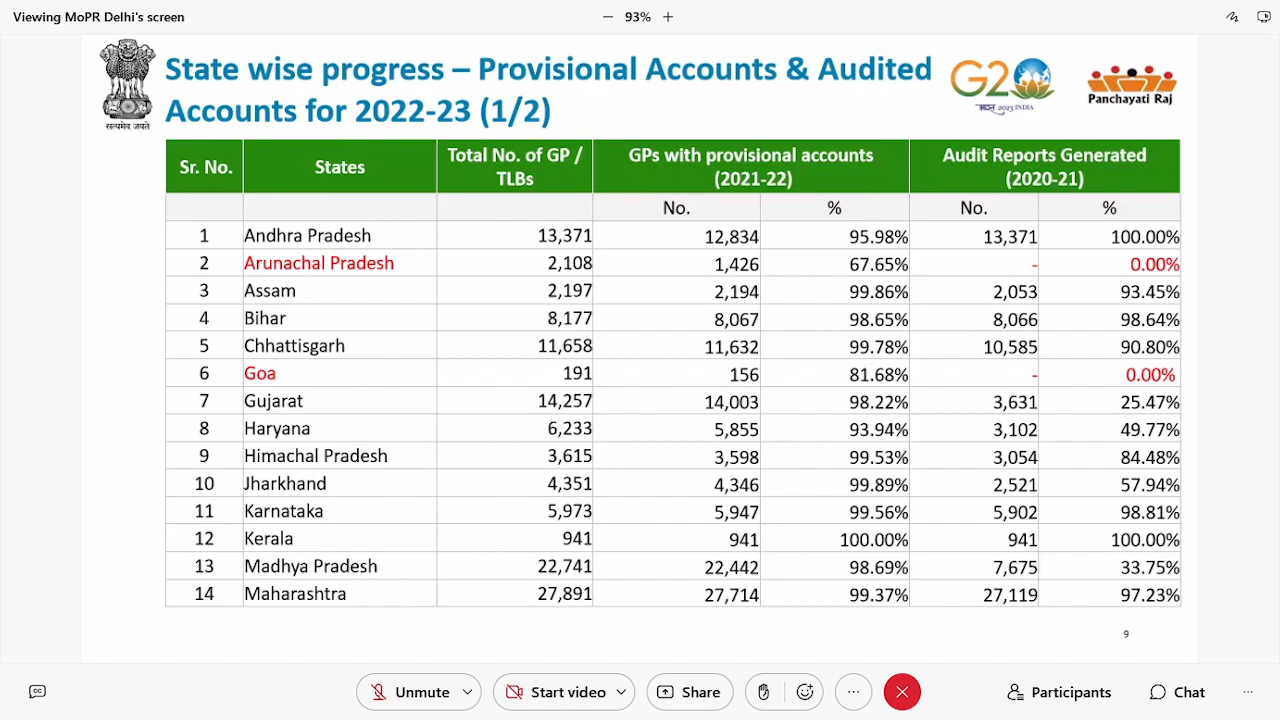 Viewing MoPR Delhi's screen
93%
State wise progress – Provisional Accounts & Audited
Accounts for 2022-23 (1/2)
सत्यमेव जयते
G20
2023 INDIA
Panchayati Raj
Sr. No. States Total No. of GP / TLBs GPs with provisional accounts (2021-22) Audit Reports Generated (2020-21)
No. % No. %
1 Andhra Pradesh 13,371 12,834 95.98% 13,371 100.00%
2 Arunachal Pradesh 2,108 1,426 67.65% - 0.00%
3 Assam 2,197 2,194 99.86% 2,053 93.45%
4 Bihar 8,177 8,067 98.65% 8,066 98.64%
5 Chhattisgarh 11,658 11,632 99.78% 10,585 90.80%
6 Goa 191 156 81.68% - 0.00%
7 Gujarat 14,257 14,003 98.22% 3,631 25.47%
8 Haryana 6,233 5,855 93.94% 3,102 49.77%
9 Himachal Pradesh 3,615 3,598 99.53% 3,054 84.48%
10 Jharkhand 4,351 4,346 99.89% 2,521 57.94%
11 Karnataka 5,973 5,947 99.56% 5,902 98.81%
12 Kerala 941 941 100.00% 941 100.00%
13 Madhya Pradesh 22,741 22,442 98.69% 7,675 33.75%
14 Maharashtra 27,891 27,714 99.37% 27,119 97.23%
9
CC Unmute Start video Share Participants Chat